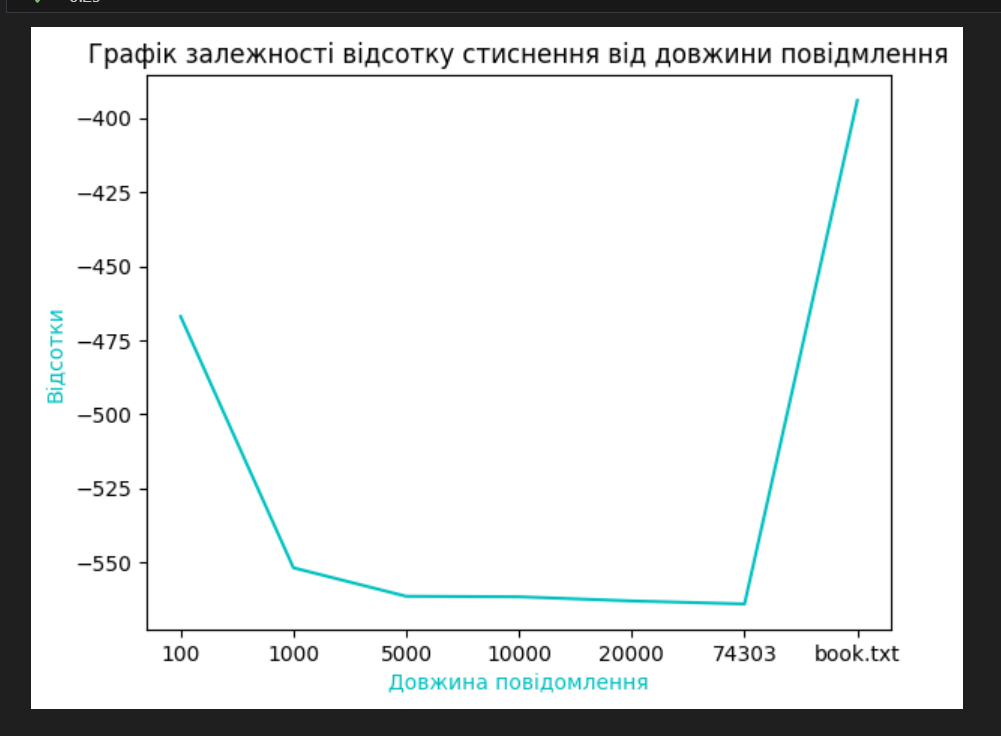 Графік залежності відсотку стиснення від довжини повідмлення
−400
−425
−450
−475
−500
−525
−550
Відсотки
100 1000 5000 10000 20000 74303 book.txt
Довжина повідомлення